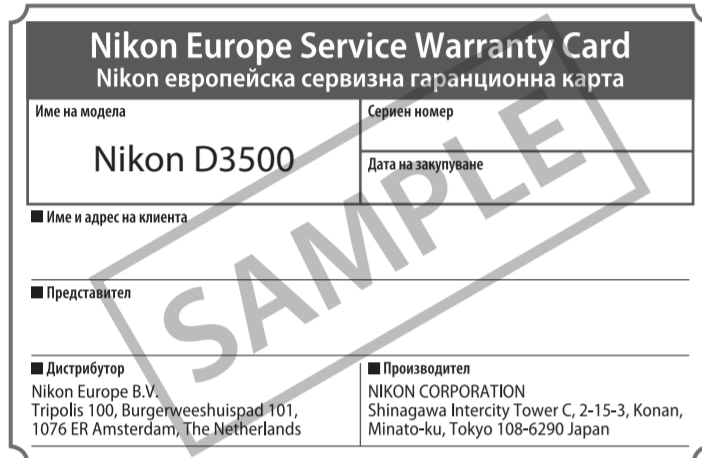 Nikon Europe Service Warranty Card
Nikon европейска сервизна гаранционна карта
Име на модела
Nikon D3500
Сериен номер
Дата на закупуване
■ Име и адрес на клиента
■ Представител
SAMPLE
■ Дистрибутор
Nikon Europe B.V.
Tripolis 100, Burgerweeshuispad 101,
1076 ER Amsterdam, The Netherlands
■ Производител
NIKON CORPORATION
Shinagawa Intercity Tower C, 2-15-3, Konan,
Minato-ku, Tokyo 108-6290 Japan